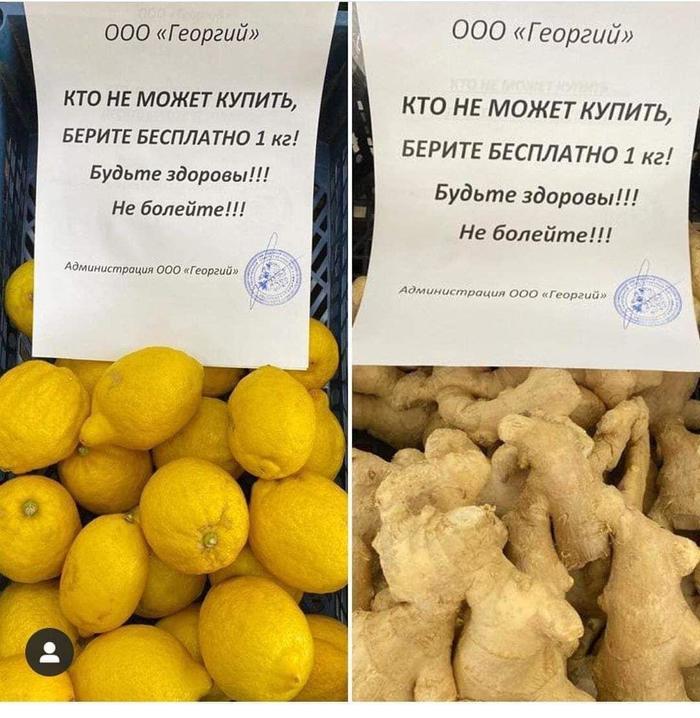 ООО «Георгий»
КТО НЕ МОЖЕТ КУПИТЬ,
БЕРИТЕ БЕСПЛАТНО 1 кг!
Будьте здоровы!!!
Не болейте!!!
Администрация ООО «Георгий»
ООО «Георгий»
КТО НЕ МОЖЕТ КУПИТЬ,
БЕРИТЕ БЕСПЛАТНО 1 кг!
Будьте здоровы!!!
Не болейте!!!
Администрация ООО «Георгий»